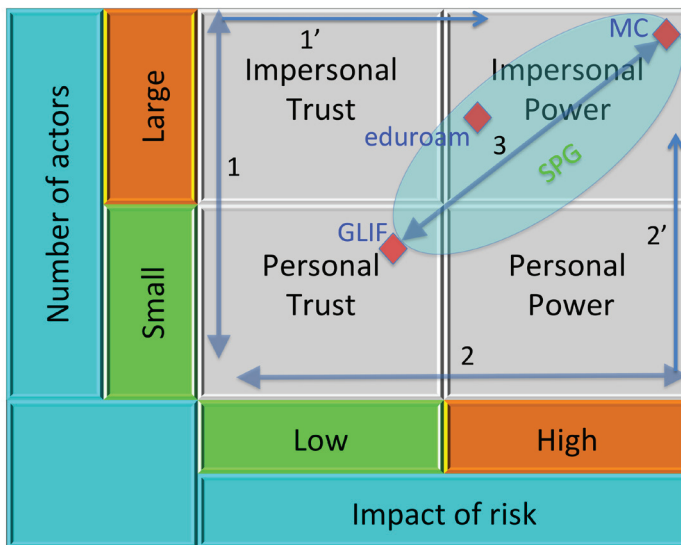 MC
1’
Impersonal
Trust
Impersonal
Power
eduroam
3
SPG
1
Number of actors
Large
Small
GLIF
2’
Personal
Trust
Personal
Power
2
Low
High
Impact of risk